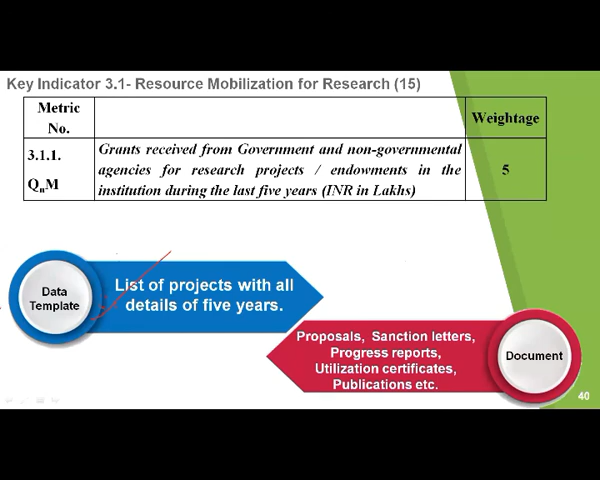 Key Indicator 3.1- Resource Mobilization for Research (15)
Metric
No.
Weightage
3.1.1.
QnM
Grants received from Government and non-governmental
agencies for research projects / endowments in the
institution during the last five years (INR in Lakhs)
5
Data
Template
List of projects with all
details of five years.
Proposals, Sanction letters,
Progress reports,
Utilization certificates,
Publications etc.
Document
40